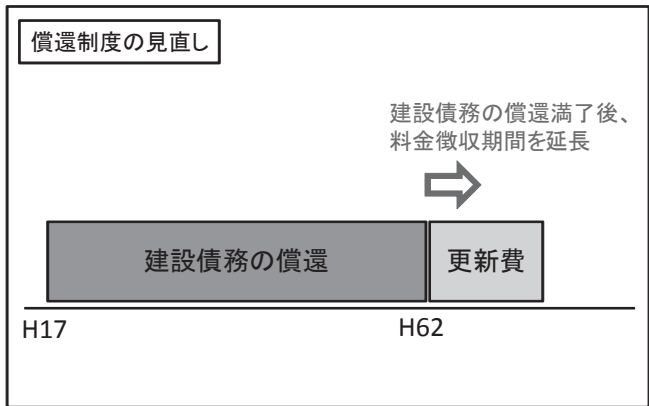 償還制度の見直し
建設債務の償還満了後、
料金徴収期間を延長
建設債務の償還
更新費
H17
H62